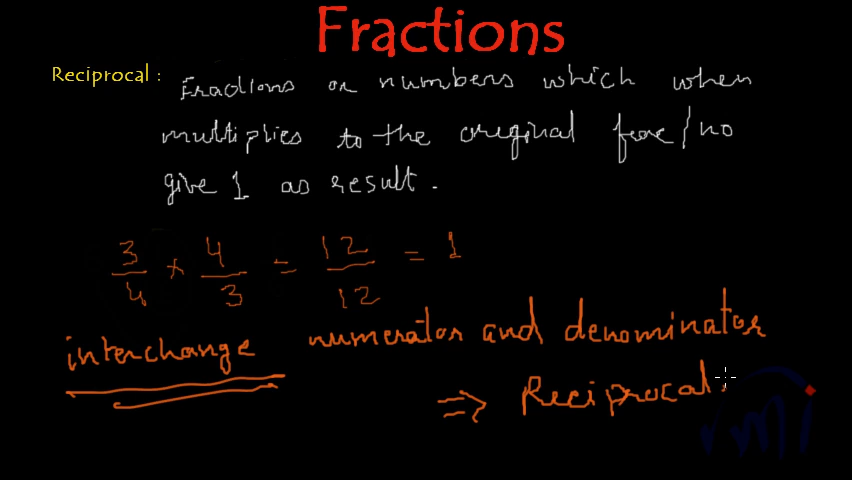 Fractions
Reciprocal : Fractions or numbers which when
multiplies to the original frac/no
give 1 as result.
3/4 × 4/3 = 12/12 = 1
interchange numerator and denominator
⇒ Reciprocal.
vmi